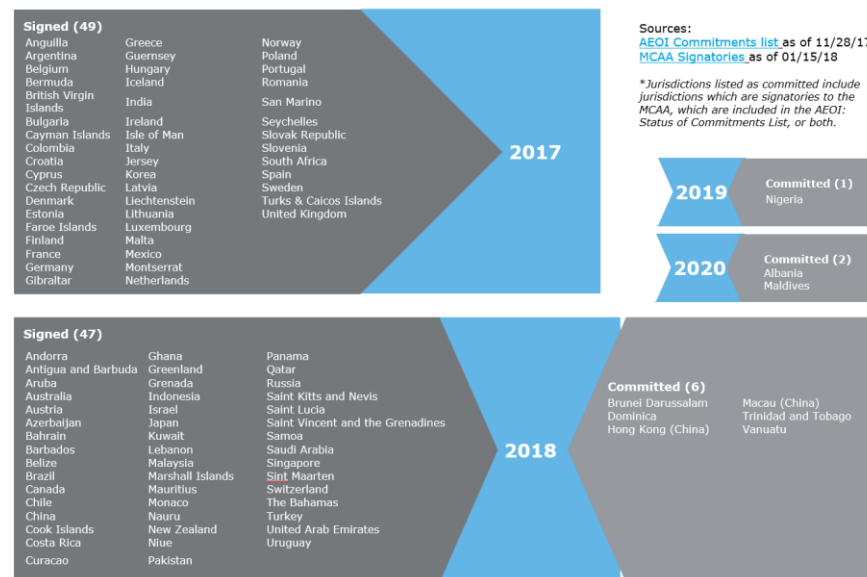 Signed (49)
Anguilla Greece Norway
Argentina Guernsey Poland
Belgium Hungary Portugal
Bermuda Iceland Romania
British Virgin Islands India San Marino
Bulgaria Ireland Seychelles
Cayman Islands Isle of Man Slovak Republic
Colombia Italy Slovenia
Croatia Jersey South Africa
Cyprus Korea Spain
Czech Republic Latvia Sweden
Denmark Liechtenstein Turks & Caicos Islands
Estonia Lithuania United Kingdom
Faroe Islands Luxembourg
Finland Malta
France Mexico
Germany Montserrat
Gibraltar Netherlands
2017
Sources:
AEOI Commitments list as of 11/28/17
MCAA Signatories as of 01/15/18
*Jurisdictions listed as committed include
jurisdictions which are signatories to the
MCAA, which are included in the AEOI:
Status of Commitments List, or both.
2019
Committed (1)
Nigeria
2020
Committed (2)
Albania
Maldives
Signed (47)
Andorra Ghana Panama
Antigua and Barbuda Greenland Qatar
Aruba Grenada Russia
Australia Indonesia Saint Kitts and Nevis
Austria Israel Saint Lucia
Azerbaijan Japan Saint Vincent and the Grenadines
Bahrain Kuwait Samoa
Barbados Lebanon Saudi Arabia
Belize Malaysia Singapore
Brazil Marshall Islands Sint Maarten
Canada Mauritius Switzerland
Chile Monaco The Bahamas
China Nauru Turkey
Cook Islands New Zealand United Arab Emirates
Costa Rica Niue Uruguay
Curacao Pakistan
2018
Committed (6)
Brunei Darussalam Macau (China)
Dominica Trinidad and Tobago
Hong Kong (China) Vanuatu